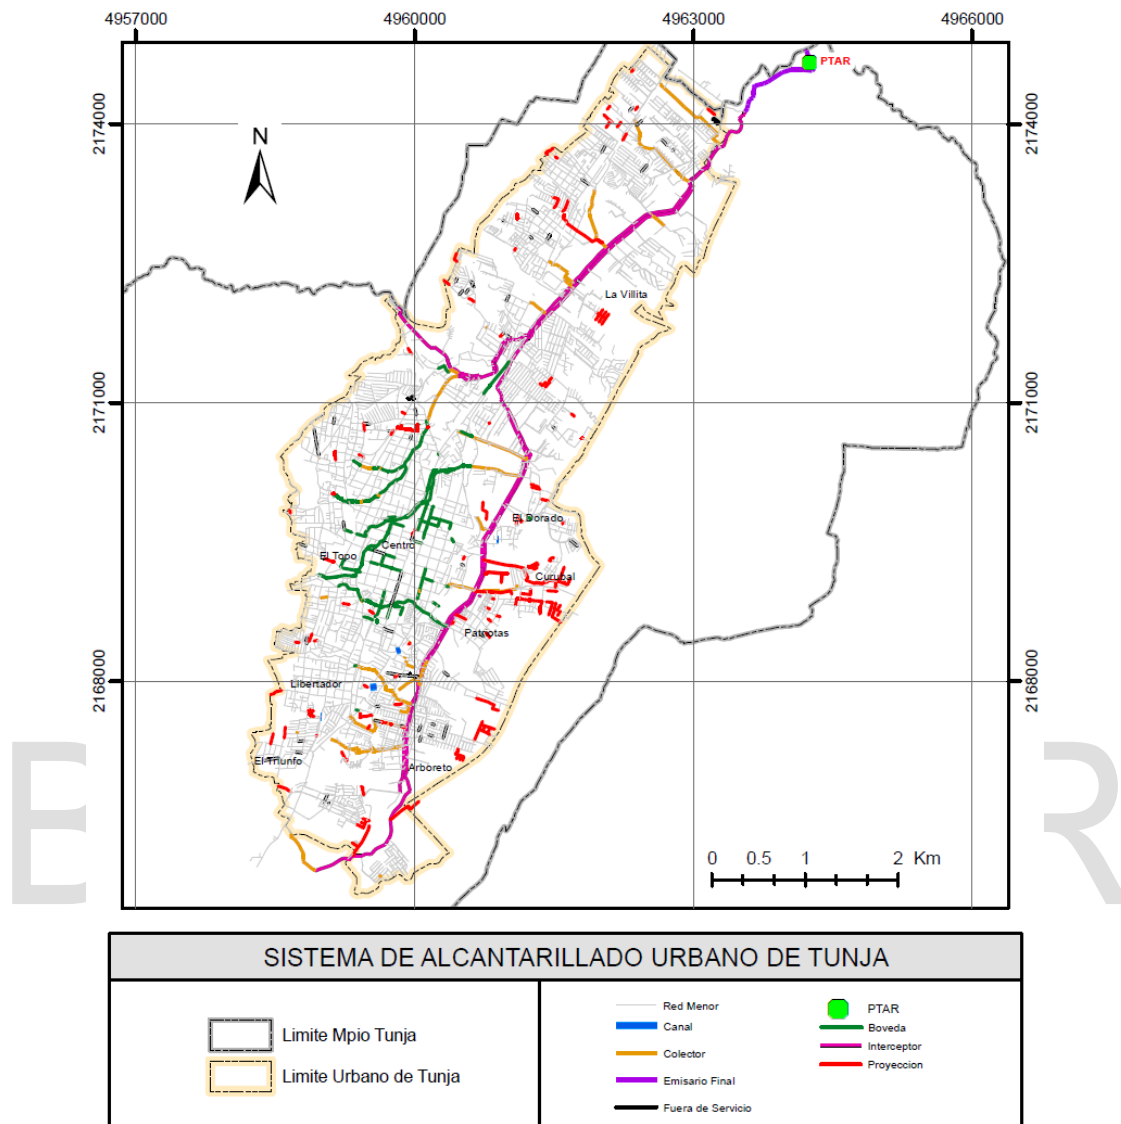 4957000 4960000 4963000 4966000
PTAR
2174000 2174000
N
La Villita
2171000 2171000
El Dorado
Centro
El Topo
Curubal
Patriotas
2168000 2168000
Libertador
El Triunfo
Arboreto
E R
0 0.5 1 2 Km
SISTEMA DE ALCANTARILLADO URBANO DE TUNJA
Limite Mpio Tunja
Limite Urbano de Tunja
Red Menor
Canal
Colector
Emisario Final
Fuera de Servicio
PTAR
Boveda
Interceptor
Proyeccion